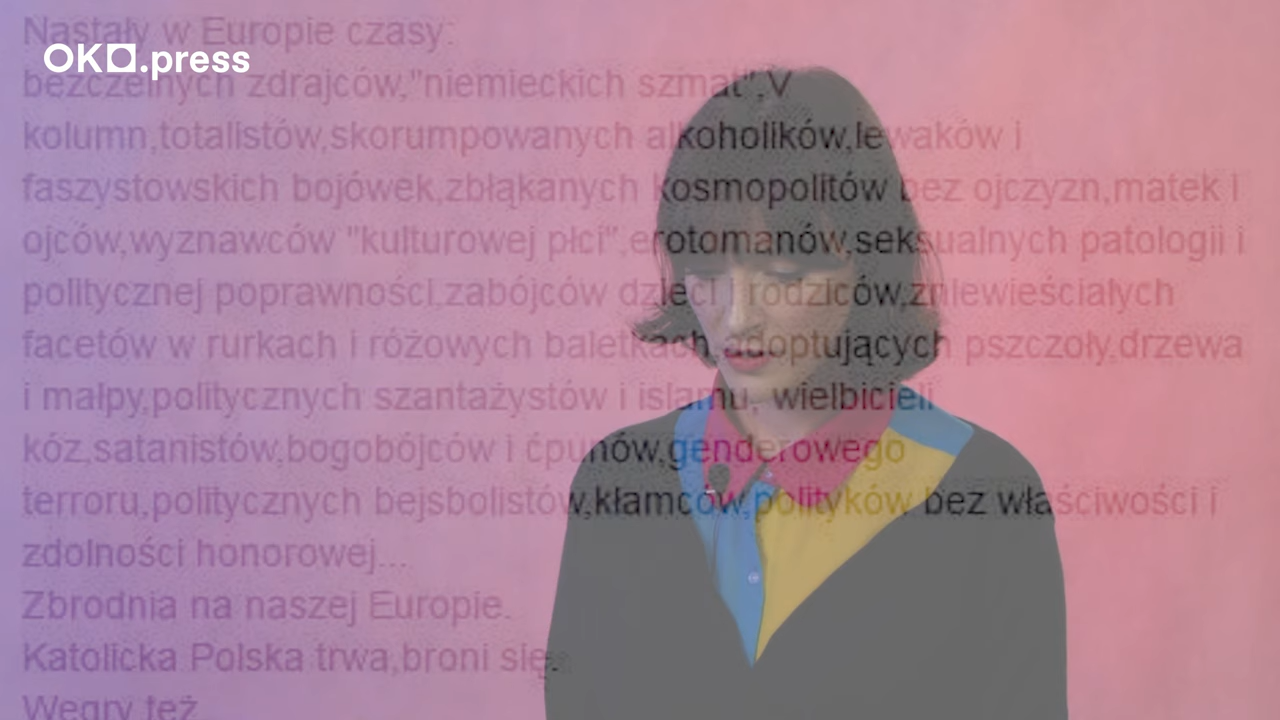 Nastały w Europie czasy:
OKO.press
bezczelnych zdrajców,"niemieckich szmat",V
kolumn,totalistów,skorumpowanych alkoholików,lewaków i
faszystowskich bojówek,zbłąkanych kosmopolitów bez ojczyzn,matek i
ojców,wyznawców "kulturowej płci",erotomanów,seksualnych patologii i
politycznej poprawności,zabójców dzieci i rodziców,zniewieściałych
facetów w rurkach i różowych baletkach, adoptujących pszczoły,drzewa
i małpy,politycznych szantażystów i islamu, wielbicieli
kóz,satanistów,bogobójców i ćpunów,genderowego
terroru,politycznych bejsbolistów,kłamców,polityków bez właściwości i
zdolności honorowej...
Zbrodnia na naszej Europie.
Katolicka Polska trwa,broni się.
Węgry też